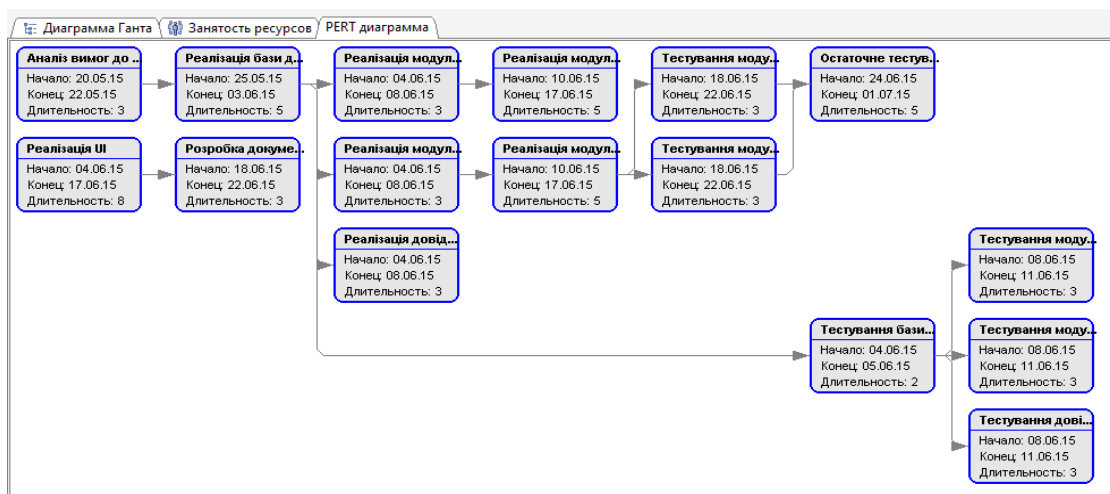 Диаграмма Ганта
Занятость ресурсов
PERT диаграмма
Аналіз вимог до ...
Начало: 20.05.15
Конец: 22.05.15
Длительность: 3
Реалізація бази д...
Начало: 25.05.15
Конец: 03.06.15
Длительность: 5
Реалізація модул...
Начало: 04.06.15
Конец: 08.06.15
Длительность: 3
Реалізація модул...
Начало: 10.06.15
Конец: 17.06.15
Длительность: 5
Тестування моду...
Начало: 18.06.15
Конец: 22.06.15
Длительность: 3
Остаточне тестув...
Начало: 24.06.15
Конец: 01.07.15
Длительность: 5
Реалізація UI
Начало: 04.06.15
Конец: 17.06.15
Длительность: 8
Розробка докуме...
Начало: 18.06.15
Конец: 22.06.15
Длительность: 3
Реалізація модул...
Начало: 04.06.15
Конец: 08.06.15
Длительность: 3
Реалізація модул...
Начало: 10.06.15
Конец: 17.06.15
Длительность: 5
Тестування моду...
Начало: 18.06.15
Конец: 22.06.15
Длительность: 3
Реалізація довід...
Начало: 04.06.15
Конец: 08.06.15
Длительность: 3
Тестування моду...
Начало: 08.06.15
Конец: 11.06.15
Длительность: 3
Тестування бази...
Начало: 04.06.15
Конец: 05.06.15
Длительность: 2
Тестування моду...
Начало: 08.06.15
Конец: 11.06.15
Длительность: 3
Тестування дові...
Начало: 08.06.15
Конец: 11.06.15
Длительность: 3